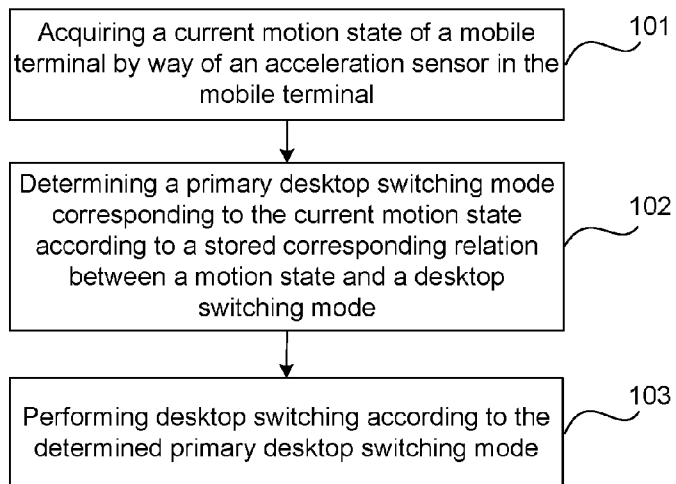 Acquiring a current motion state of a mobile
terminal by way of an acceleration sensor in the
mobile terminal
101
Determining a primary desktop switching mode
corresponding to the current motion state
according to a stored corresponding relation
between a motion state and a desktop
switching mode
102
Performing desktop switching according to the
determined primary desktop switching mode
103